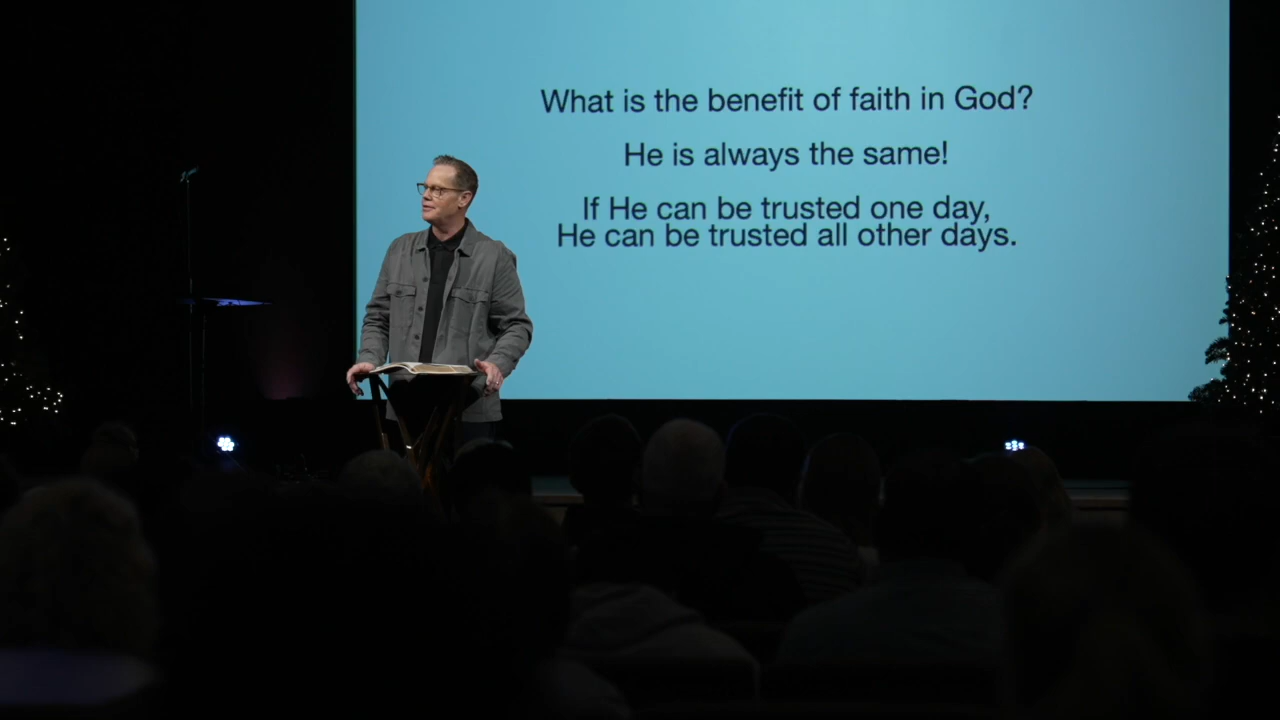 What is the benefit of faith in God?
He is always the same!
If He can be trusted one day,
He can be trusted all other days.